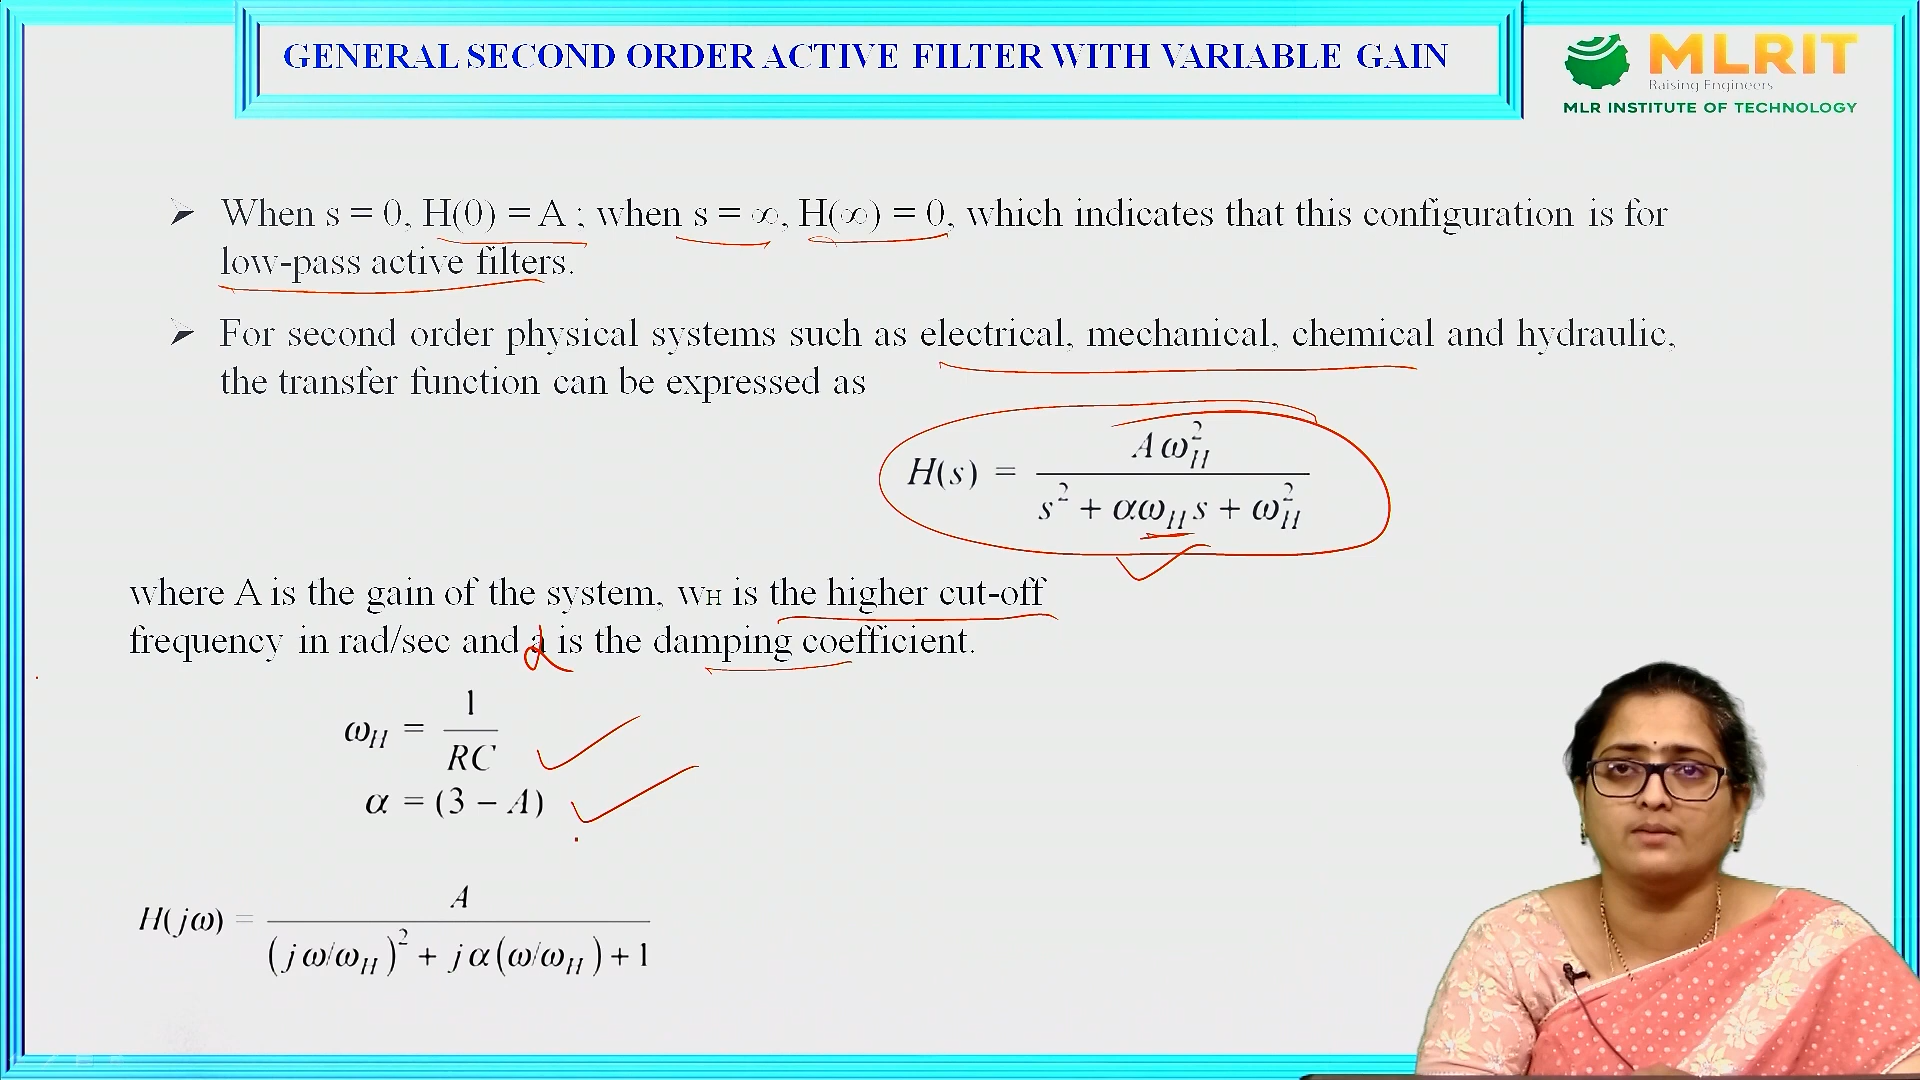 GENERAL SECOND ORDER ACTIVE FILTER WITH VARIABLE GAIN
MLRIT
Raising Engineers
MLR INSTITUTE OF TECHNOLOGY
➢ When s = 0, H(0) = A ; when s = ∞, H(∞) = 0, which indicates that this configuration is for
low-pass active filters.
➢ For second order physical systems such as electrical, mechanical, chemical and hydraulic,
the transfer function can be expressed as
H(s) = Aω_H^2 / (s^2 + αω_H s + ω_H^2)
where A is the gain of the system, wH is the higher cut-off
frequency in rad/sec and a is the damping coefficient.
α
ω_H = 1 / RC
α = (3 − A)
H(jω) = A / ((jω/ω_H)^2 + jα(ω/ω_H) + 1)